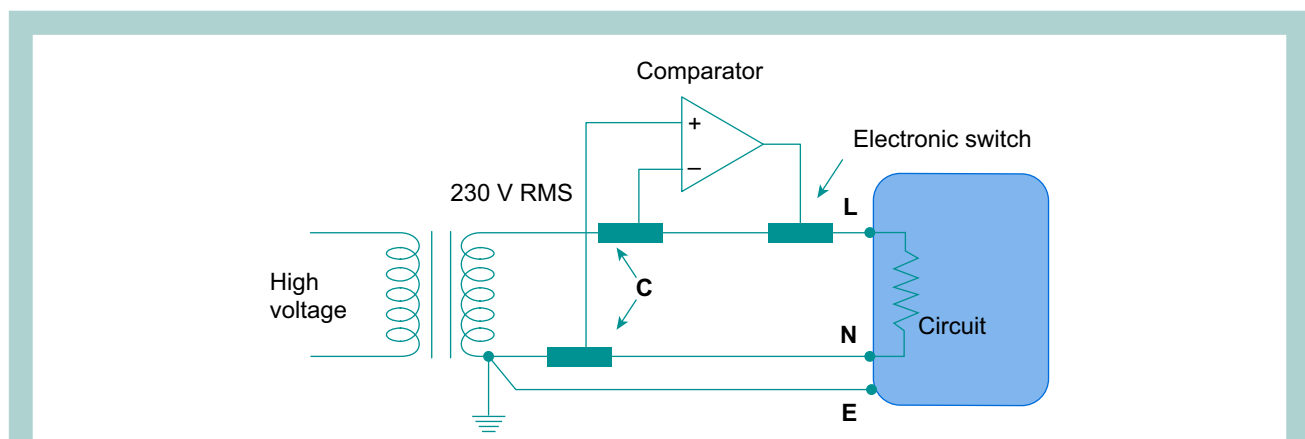 Comparator
+
Electronic switch
−
230 V RMS
L
High
voltage
C
Circuit
N
E